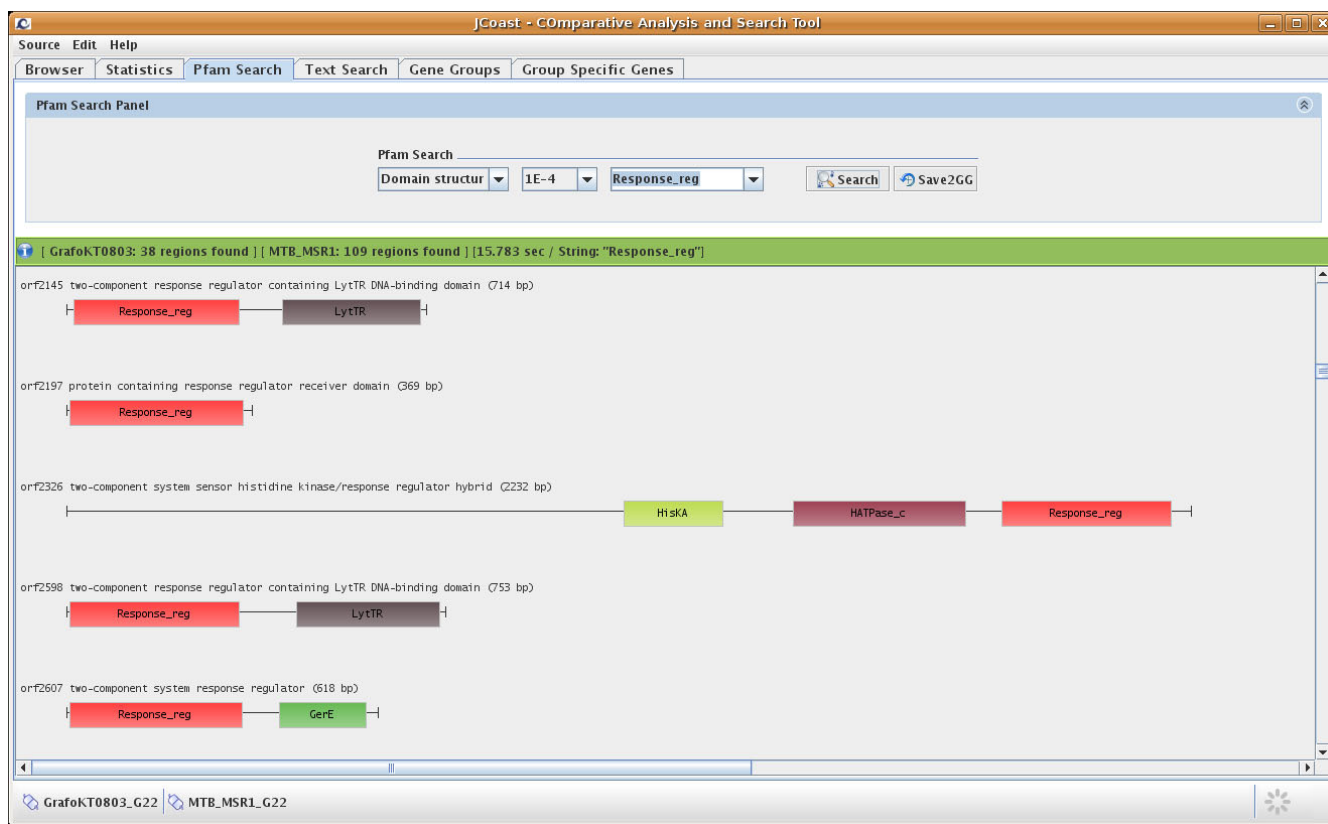 JCoast - COmparative Analysis and Search Tool
Source Edit Help
Browser Statistics Pfam Search Text Search Gene Groups Group Specific Genes
Pfam Search Panel
Pfam Search
Domain structur 1E-4 Response_reg Search Save2GG
[ GrafoKT0803: 38 regions found ] [ MTB_MSR1: 109 regions found ] [15.783 sec / String: "Response_reg"]
orf2145 two-component response regulator containing LytTR DNA-binding domain (714 bp)
Response_reg LytTR
orf2197 protein containing response regulator receiver domain (369 bp)
Response_reg
orf2326 two-component system sensor histidine kinase/response regulator hybrid (2232 bp)
HisKA HATPase_c Response_reg
orf2598 two-component response regulator containing LytTR DNA-binding domain (753 bp)
Response_reg LytTR
orf2607 two-component system response regulator (618 bp)
Response_reg GerE
GrafoKT0803_G22 MTB_MSR1_G22